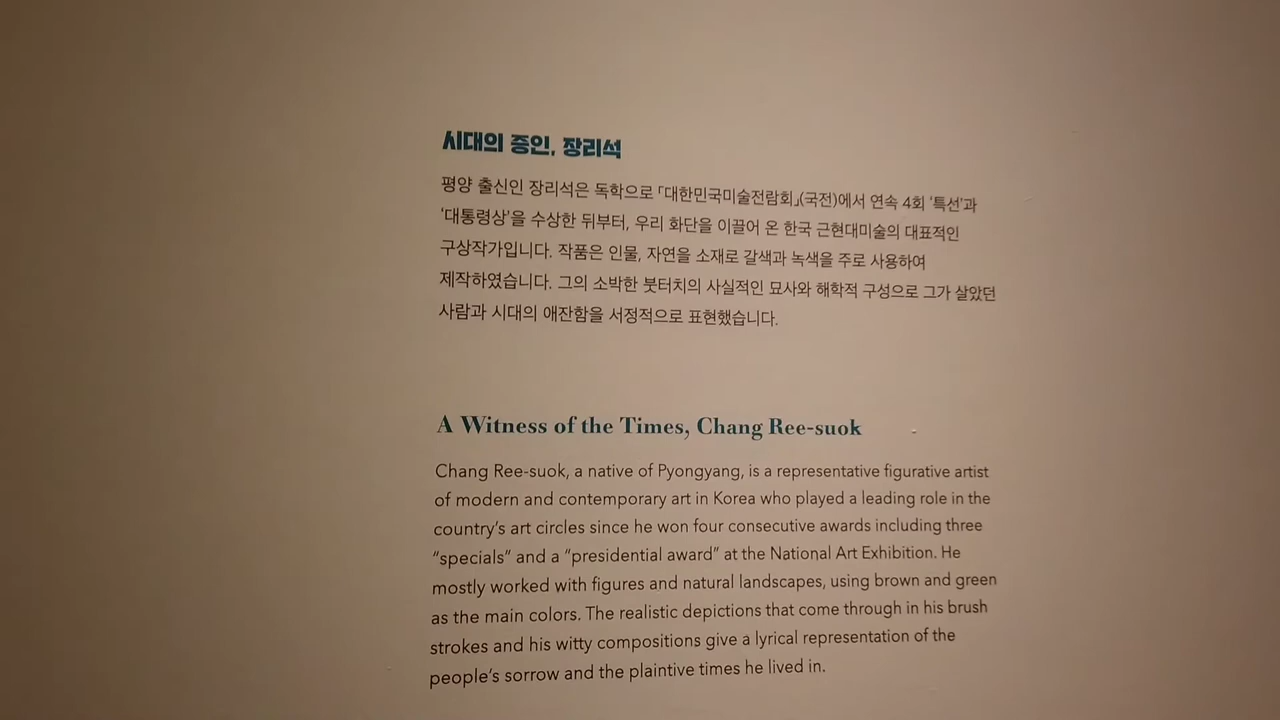 시대의 증인, 장리석
평양 출신인 장리석은 독학으로 「대한민국미술전람회」(국전)에서 연속 4회 '특선'과
'대통령상'을 수상한 뒤부터, 우리 화단을 이끌어 온 한국 근현대미술의 대표적인
구상작가입니다. 작품은 인물, 자연을 소재로 갈색과 녹색을 주로 사용하여
제작하였습니다. 그의 소박한 붓터치의 사실적인 묘사와 해학적 구성으로 그가 살았던
사람과 시대의 애잔함을 서정적으로 표현했습니다.
A Witness of the Times, Chang Ree-suok
Chang Ree-suok, a native of Pyongyang, is a representative figurative artist
of modern and contemporary art in Korea who played a leading role in the
country's art circles since he won four consecutive awards including three
“specials” and a “presidential award” at the National Art Exhibition. He
mostly worked with figures and natural landscapes, using brown and green
as the main colors. The realistic depictions that come through in his brush
strokes and his witty compositions give a lyrical representation of the
people's sorrow and the plaintive times he lived in.